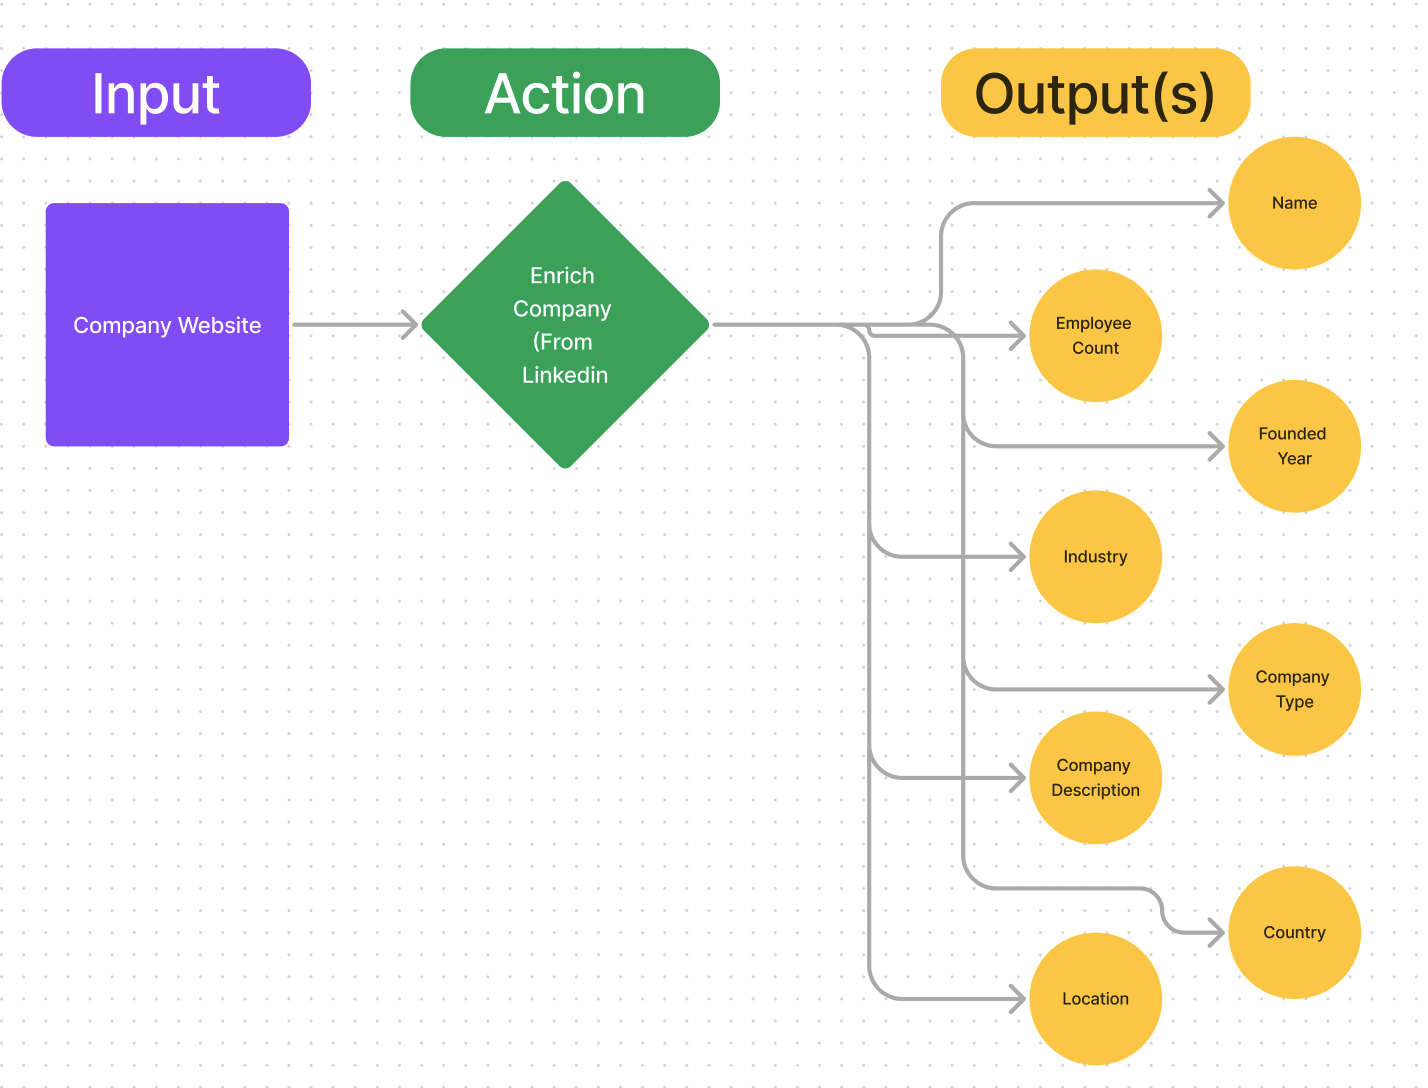 Input
Action
Output(s)
Company Website
Enrich
Company
(From
Linkedin
Name
Employee
Count
Founded
Year
Industry
Company
Type
Company
Description
Country
Location